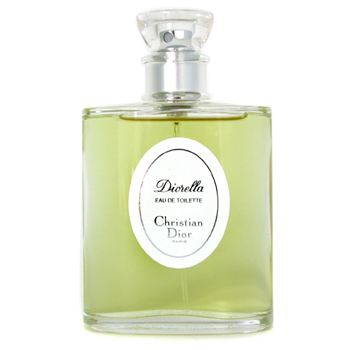 Diorella
EAU DE TOILETTE
Christian
Dior
PARIS